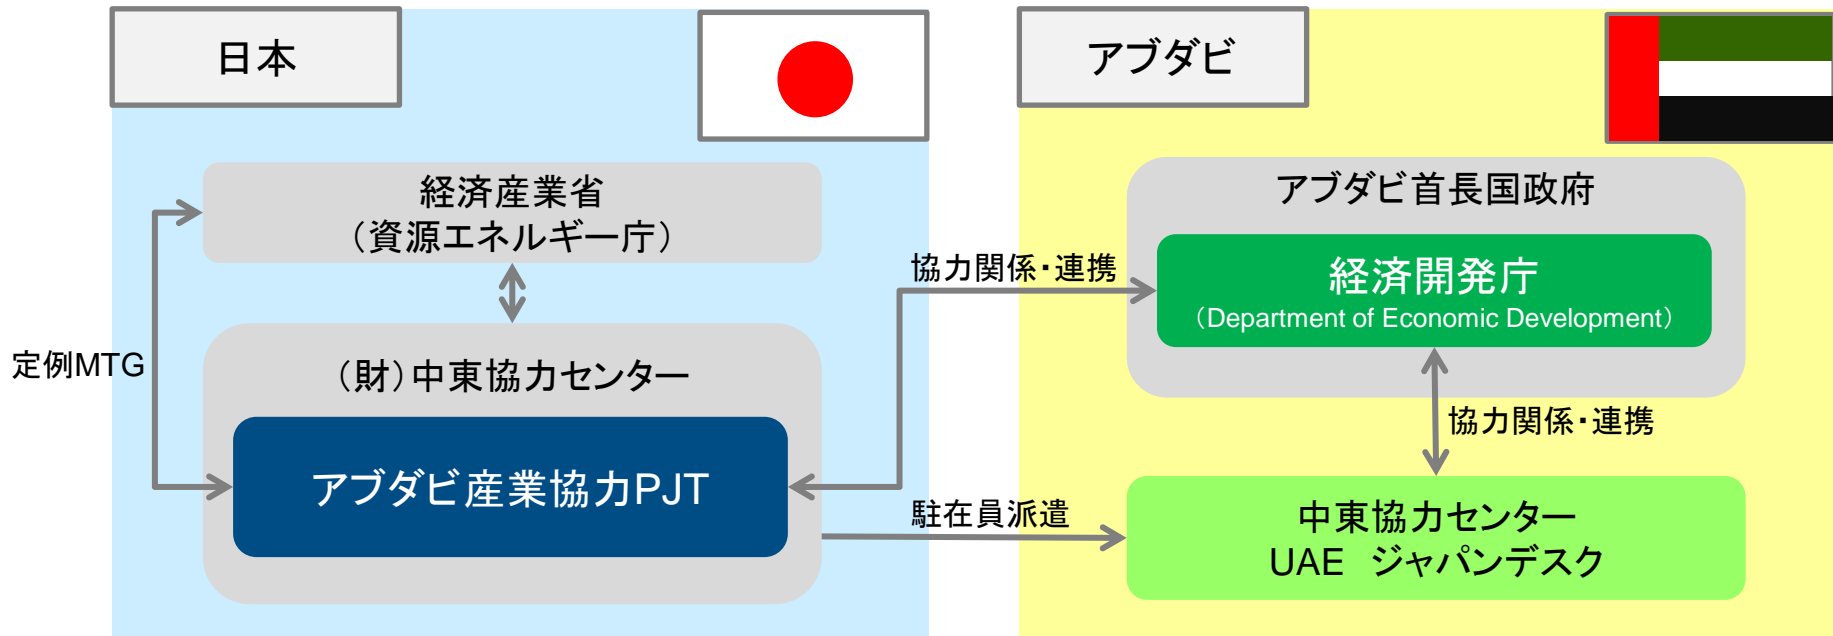 日本
アブダビ
経済産業省
（資源エネルギー庁）
アブダビ首長国政府
協力関係・連携
経済開発庁
（Department of Economic Development）
定例MTG
（財）中東協力センター
協力関係・連携
アブダビ産業協力PJT
駐在員派遣
中東協力センター
UAE　ジャパンデスク